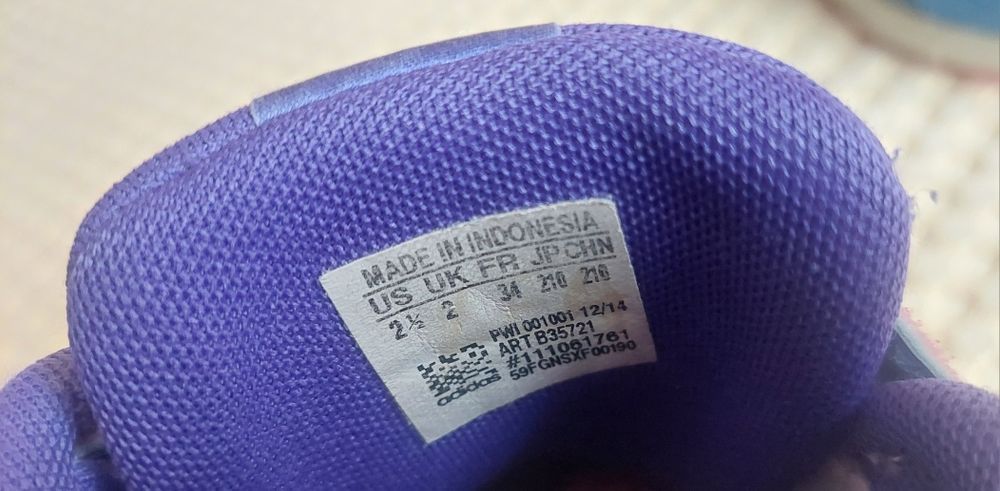 MADE IN INDONESIA
US UK FR JP CHN
2½ 2 34 210 210
PWI 001001 12/14
ART B35721
#111061761
59FGNSXF00190
adidas